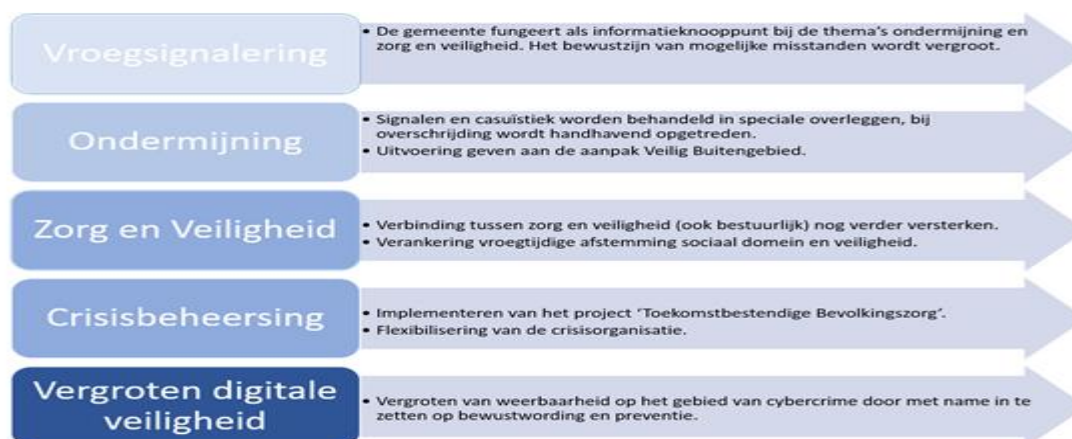 Vroegsignalering
• De gemeente fungeert als informatieknooppunt bij de thema's ondermijning en
zorg en veiligheid. Het bewustzijn van mogelijke misstanden wordt vergroot.
Ondermijning
• Signalen en casuïstiek worden behandeld in speciale overleggen, bij
overschrijding wordt handhavend opgetreden.
• Uitvoering geven aan de aanpak Veilig Buitengebied.
Zorg en Veiligheid
• Verbinding tussen zorg en veiligheid (ook bestuurlijk) nog verder versterken.
• Verankering vroegtijdige afstemming sociaal domein en veiligheid.
Crisisbeheersing
• Implementeren van het project ‘Toekomstbestendige Bevolkingszorg’.
• Flexibilisering van de crisisorganisatie.
Vergroten digitale
veiligheid
• Vergroten van weerbaarheid op het gebied van cybercrime door met name in te
zetten op bewustwording en preventie.